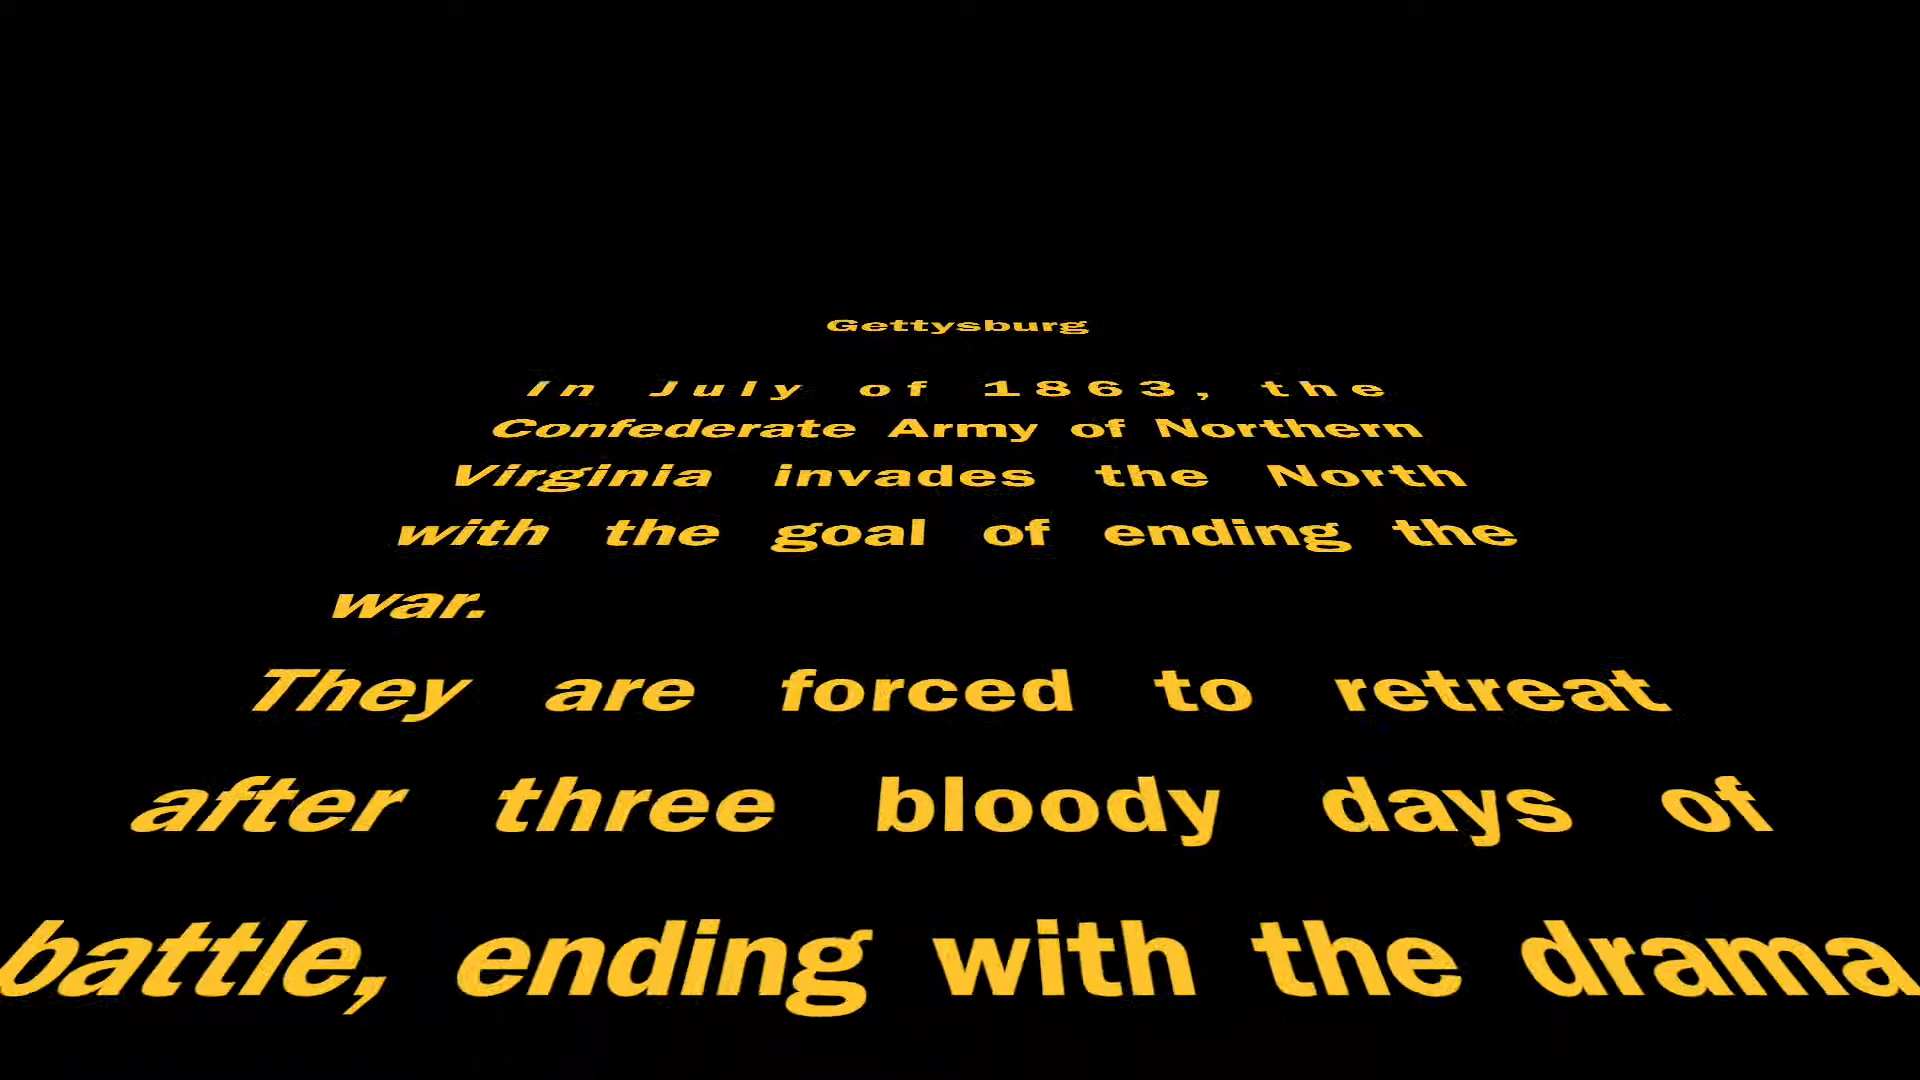 Gettysburg
In July of 1863, the
Confederate Army of Northern
Virginia invades the North
with the goal of ending the
war.
They are forced to retreat
after three bloody days of
battle, ending with the drama